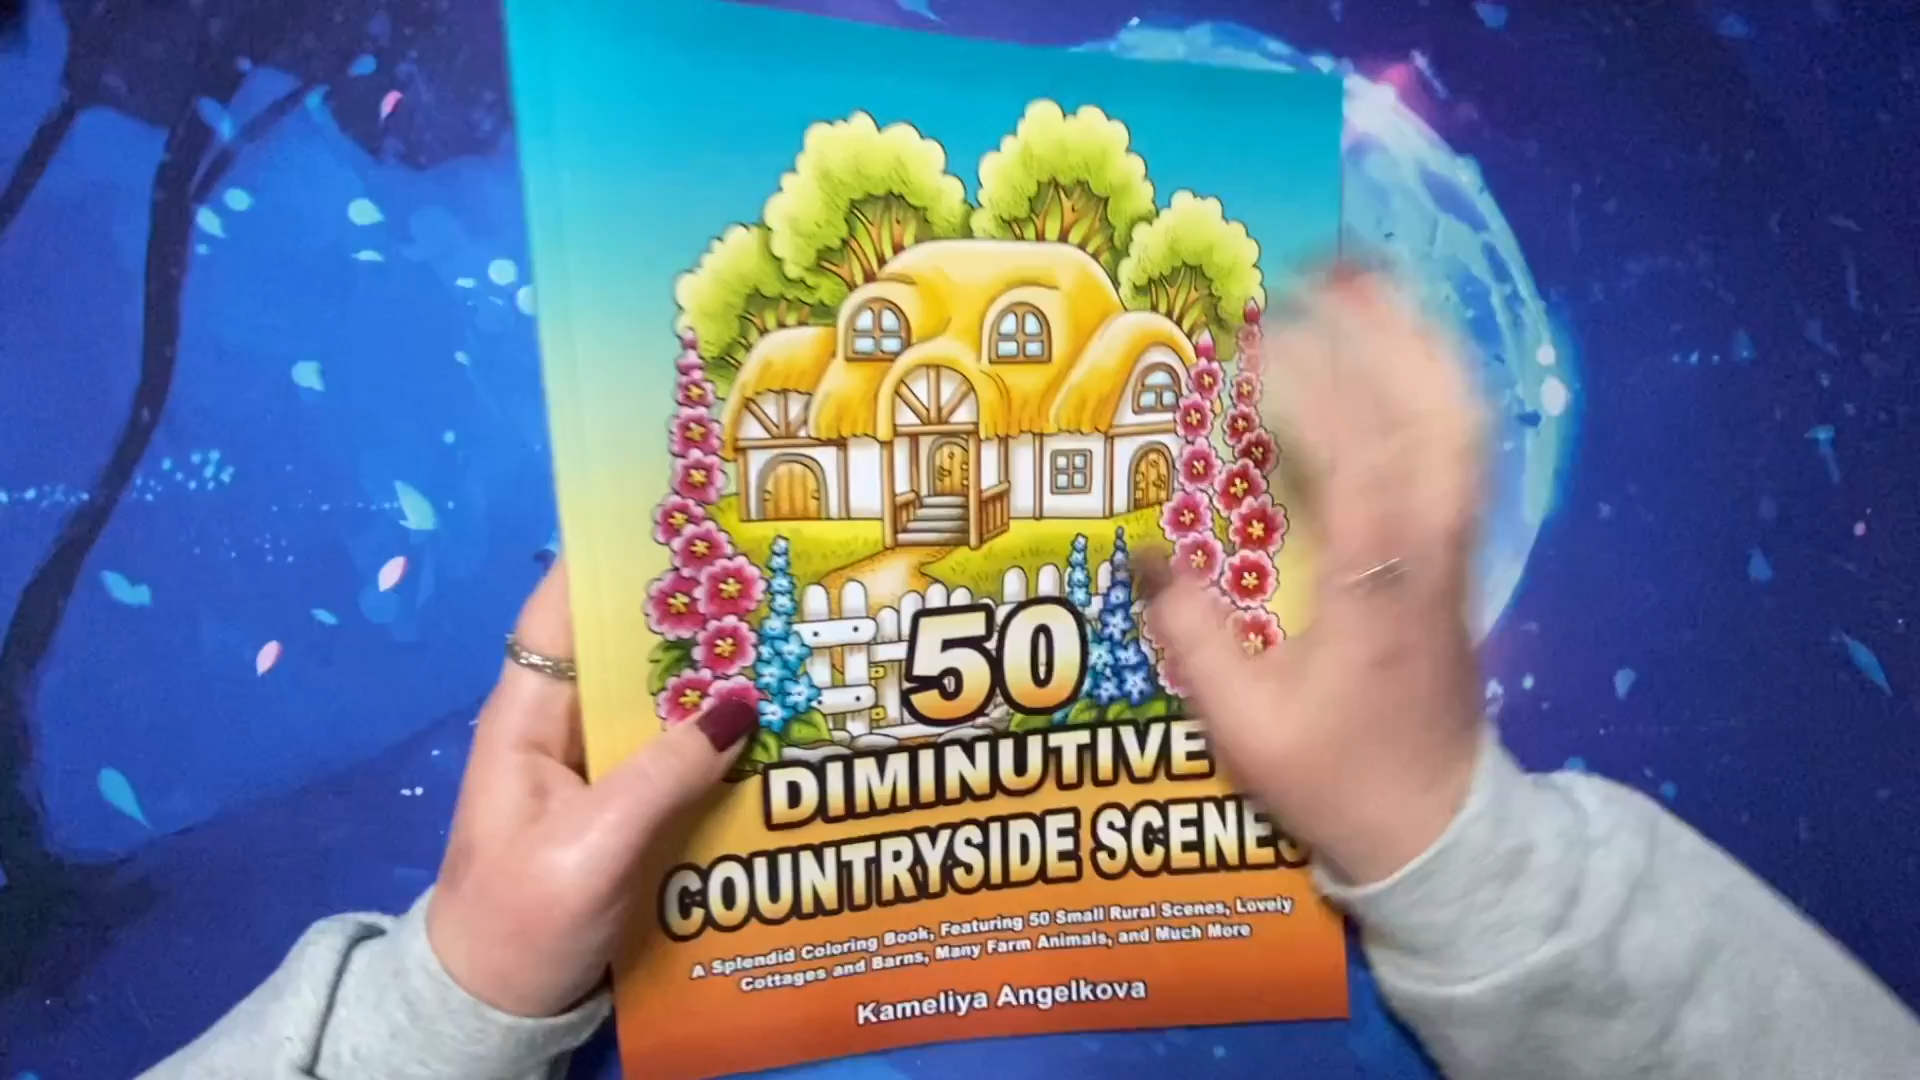 50
DIMINUTIVE
COUNTRYSIDE SCENES
A Splendid Coloring Book, Featuring 50 Small Rural Scenes, Lovely
Cottages and Barns, Many Farm Animals, and Much More
Kameliya Angelkova